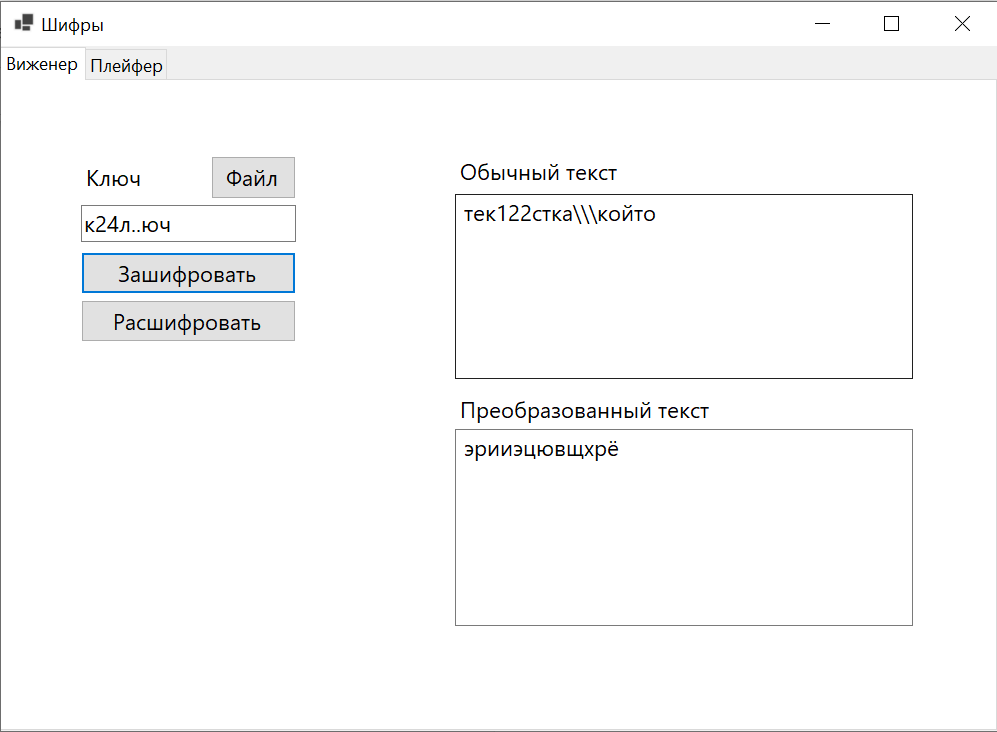 Шифры
Виженер Плейфер
Ключ Файл
к24л..юч
Зашифровать
Расшифровать
Обычный текст
тек122стка\\\който
Преобразованный текст
эрииэцювщхрё